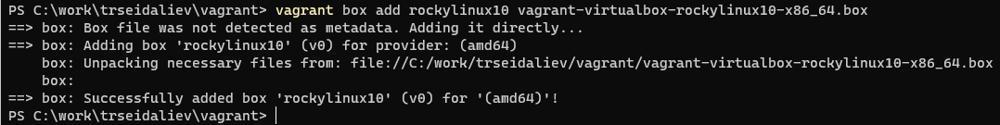 PS C:\work\trseidaliev\vagrant> vagrant box add rockylinux10 vagrant-virtualbox-rockylinux10-x86_64.box
==> box: Box file was not detected as metadata. Adding it directly...
==> box: Adding box 'rockylinux10' (v0) for provider: (amd64)
    box: Unpacking necessary files from: file://C:/work/trseidaliev/vagrant/vagrant-virtualbox-rockylinux10-x86_64.box
    box:
==> box: Successfully added box 'rockylinux10' (v0) for '(amd64)'!
PS C:\work\trseidaliev\vagrant>